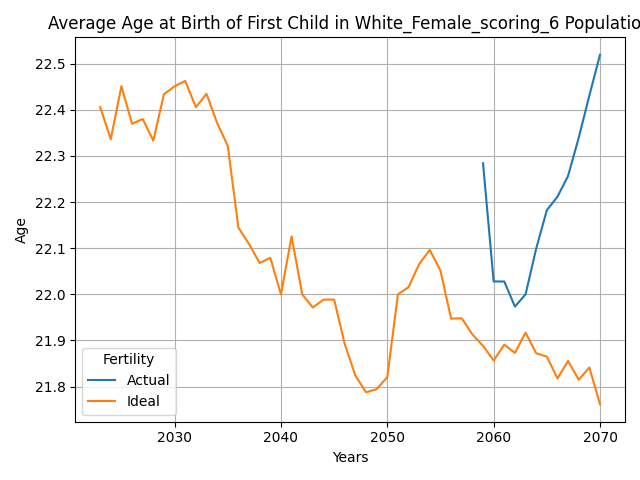 Average Age at Birth of First Child in White_Female_scoring_6 Populatio
22.5
22.4
22.3
22.2
22.1
22.0
21.9
21.8
Age
Fertility
Actual
Ideal
2030 2040 2050 2060 2070
Years